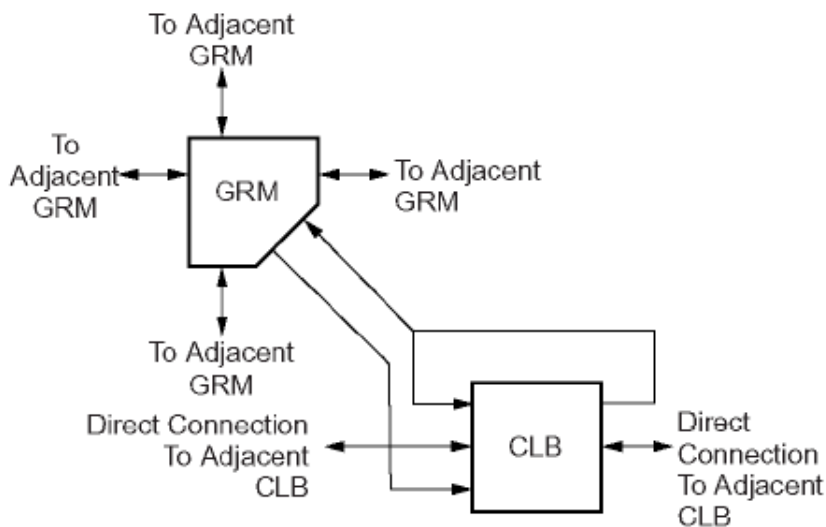 To Adjacent
GRM
To
Adjacent
GRM
GRM
To Adjacent
GRM
To Adjacent
GRM
Direct Connection
To Adjacent
CLB
CLB
Direct
Connection
To Adjacent
CLB